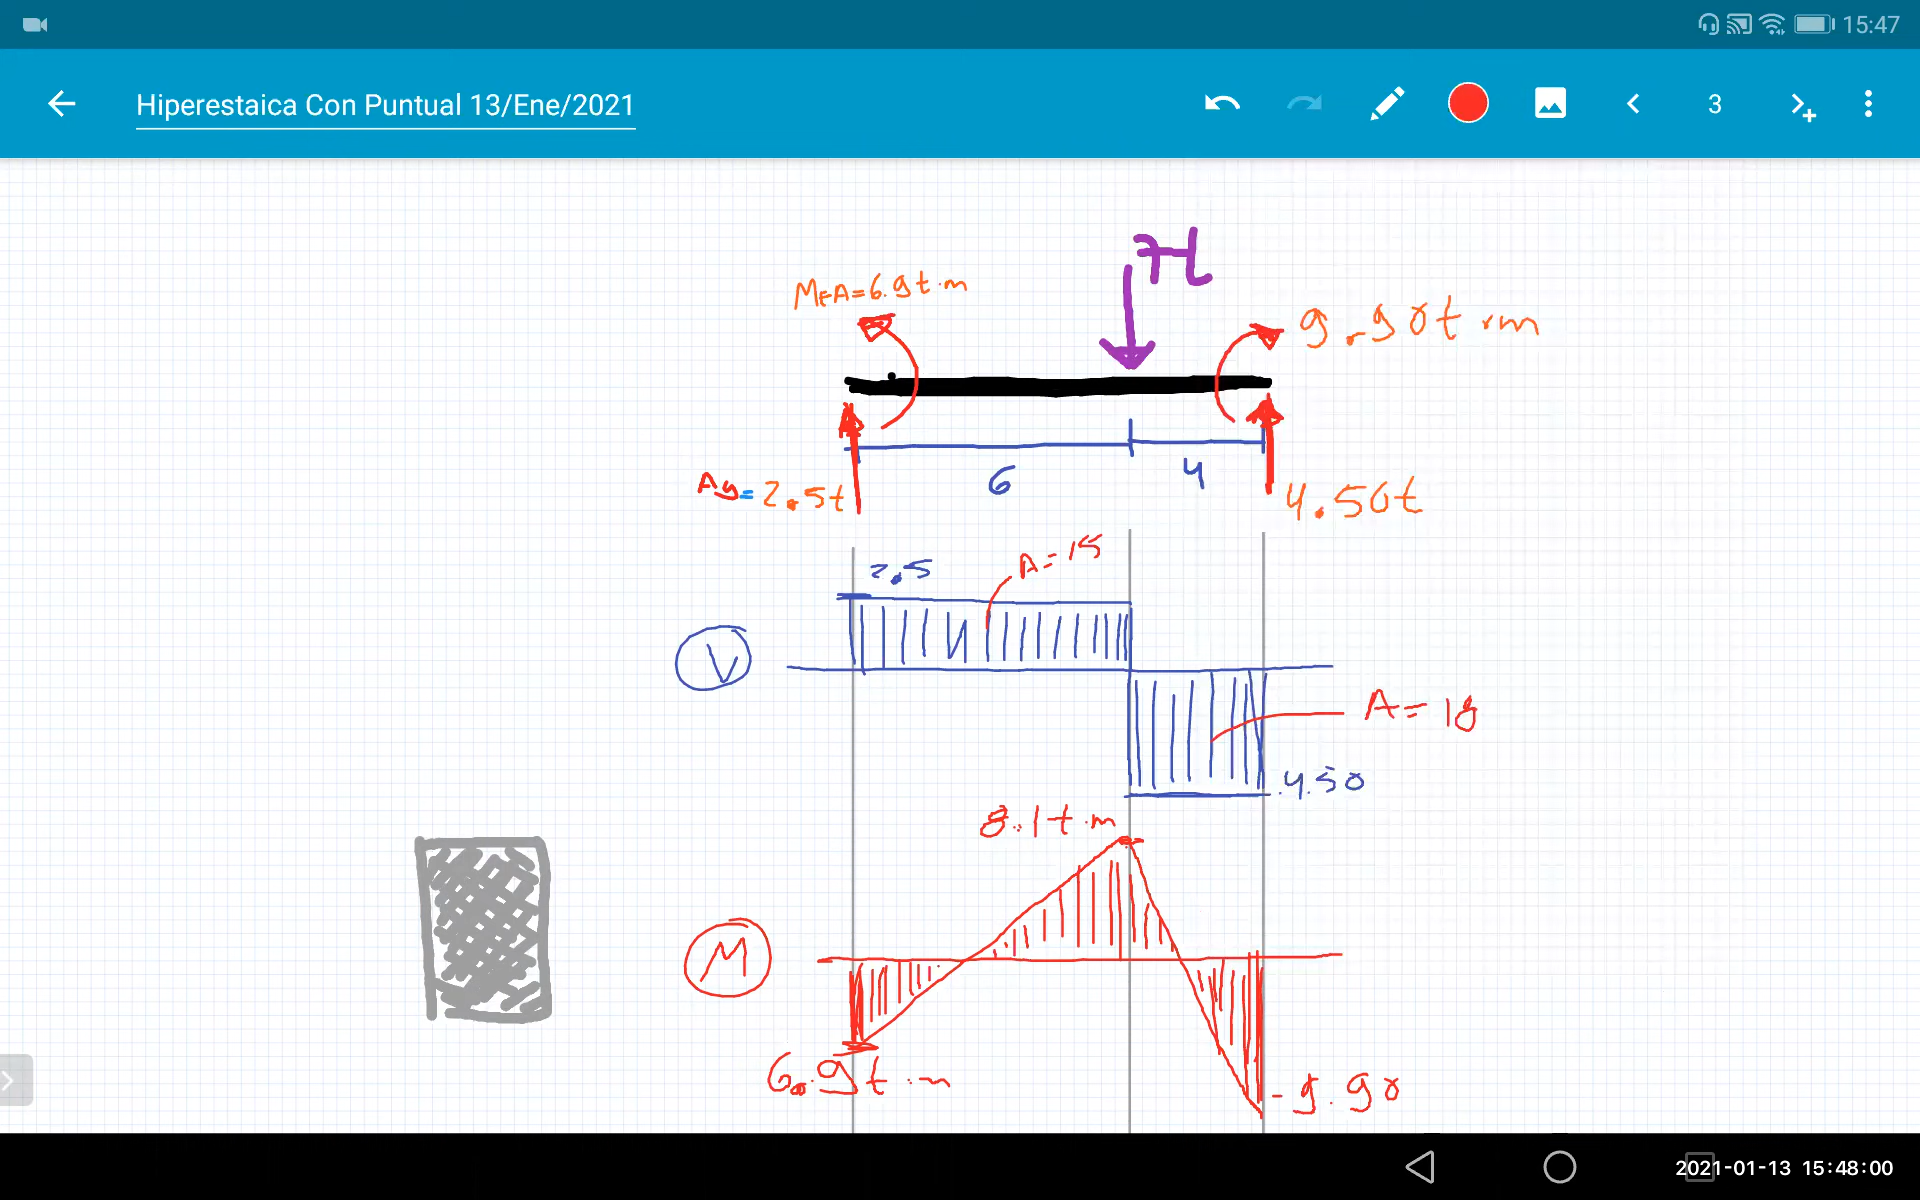 15:47
Hiperestaica Con Puntual 13/Ene/2021
3
7t
MEA=6.9t.m
9.90t.m
6
4
Ay=2.5t
4.50t
2.5
A=15
V
A=18
4.50
8.1t.m
M
6.9t.m
-9.90
2021-01-13 15:48:00